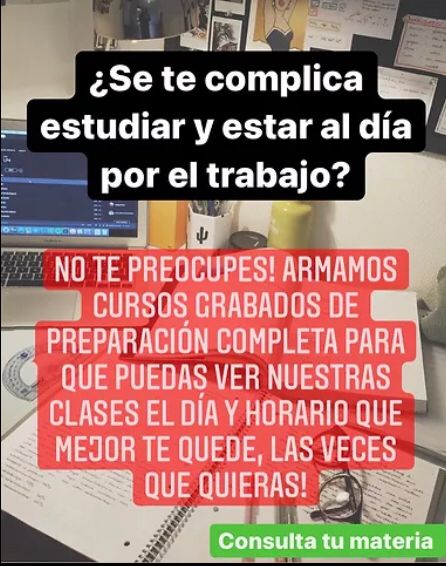 ¿Se te complica
estudiar y estar al día
por el trabajo?
NO TE PREOCUPES! ARMAMOS
CURSOS GRABADOS DE
PREPARACIÓN COMPLETA PARA
QUE PUEDAS VER NUESTRAS
CLASES EL DÍA Y HORARIO QUE
MEJOR TE QUEDE, LAS VECES
QUE QUIERAS!
Consulta tu materia